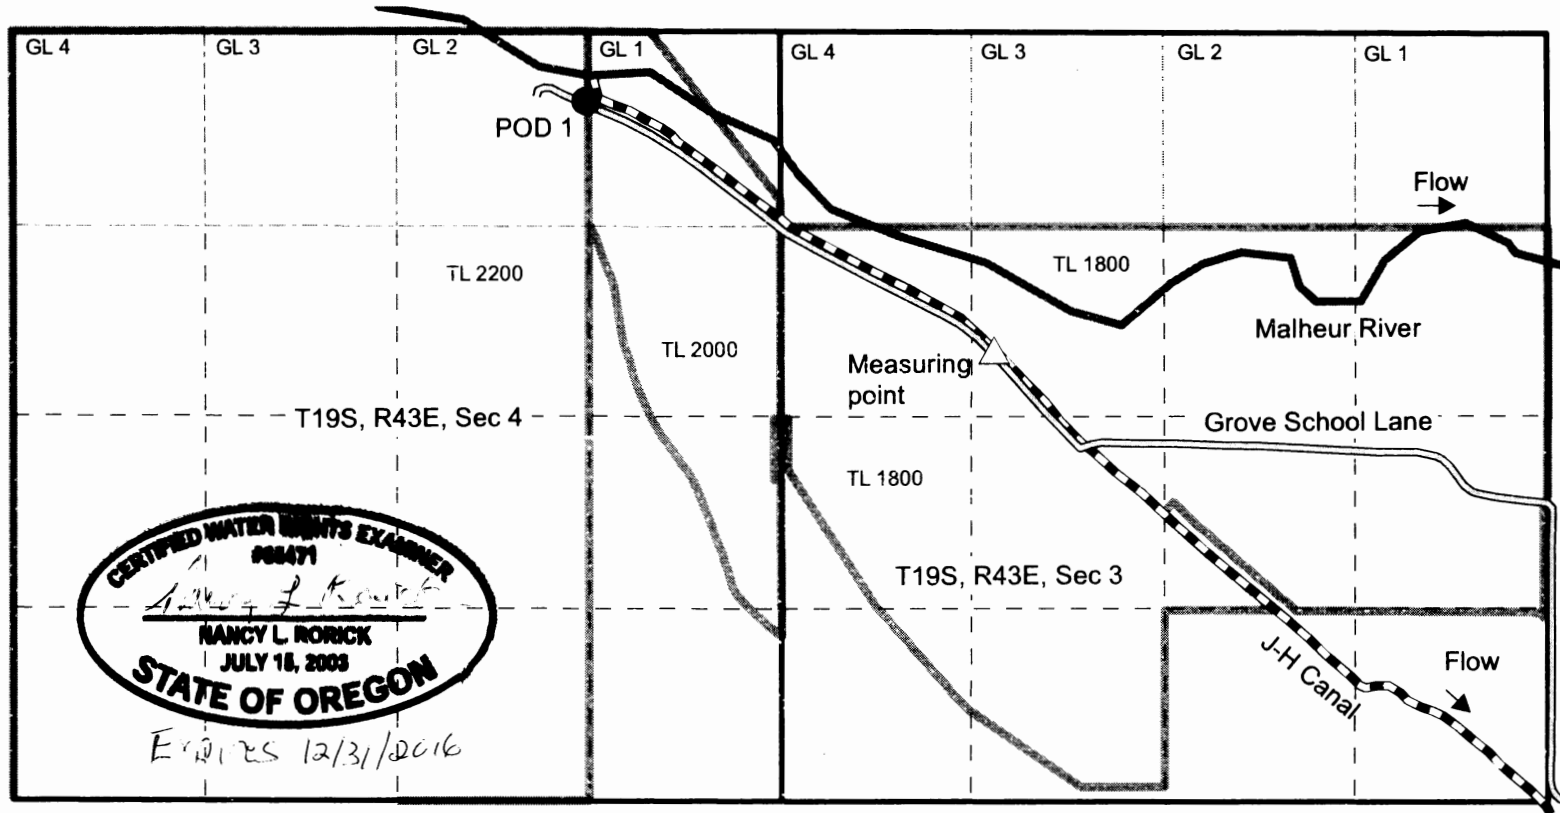 GL 4
GL 3
GL 2
GL 1
GL 4
GL 3
GL 2
GL 1
POD 1
Flow
TL 2200
TL 1800
Malheur River
TL 2000
Measuring
point
T19S, R43E, Sec 4
Grove School Lane
TL 1800
T19S, R43E, Sec 3
J-H Canal
Flow
CERTIFIED WATER RIGHTS EXAMINER
NANCY L. RORICK
JULY 15, 2003
STATE OF OREGON
EXPIRES 12/31/2016